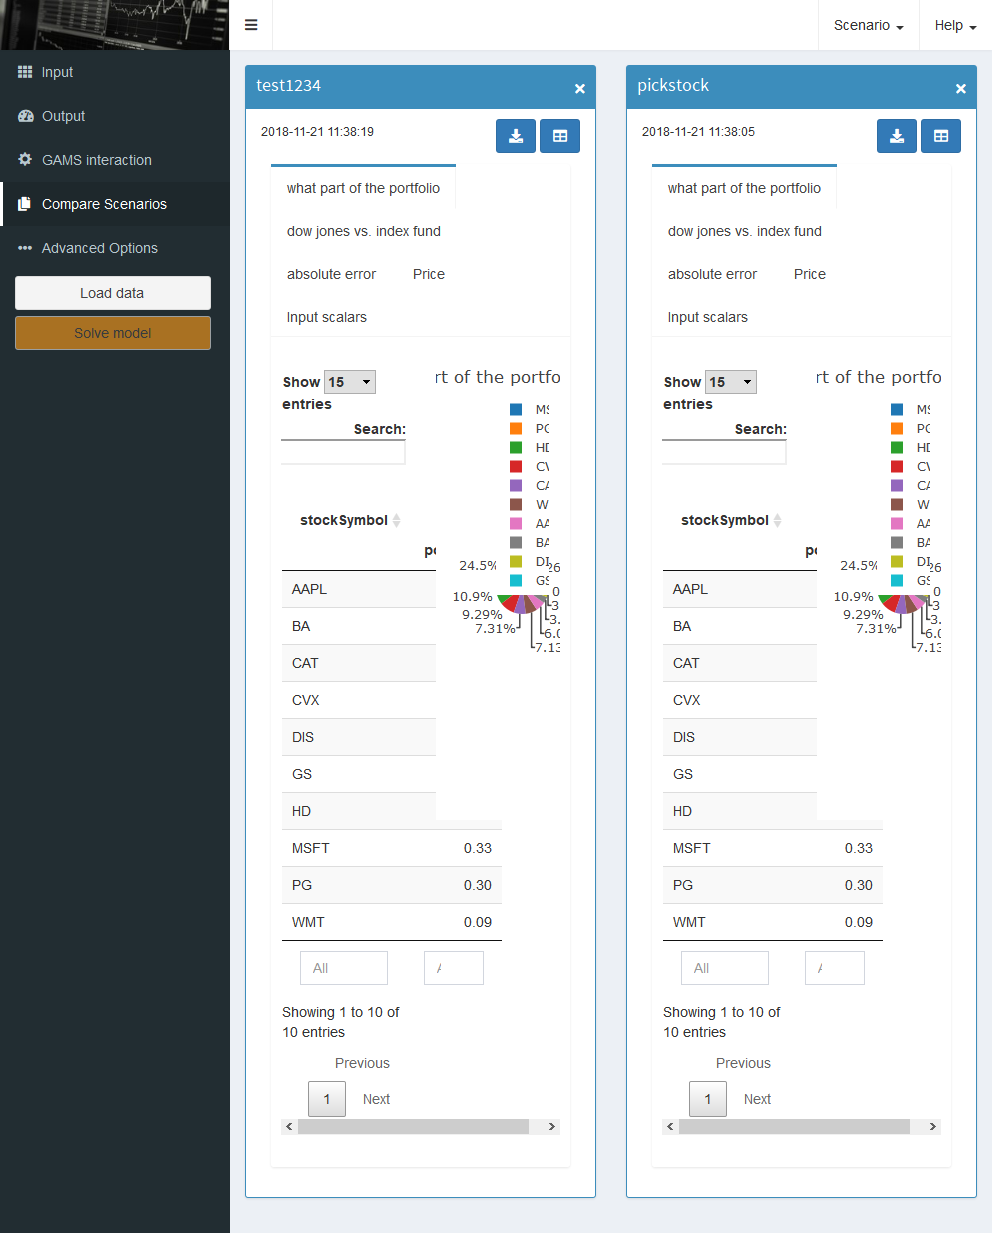 Scenario
Help
Input
Output
GAMS interaction
Compare Scenarios
Advanced Options
Load data
Solve model
test1234
2018-11-21 11:38:19
what part of the portfolio
dow jones vs. index fund
absolute error Price
Input scalars
Show 15
entries
Search:
rt of the portfo
MS
PG
HD
CV
CA
W
AA
BA
DI
GS
stockSymbol
po
24.5%
10.9%
9.29%
7.31%
26
0
3.
6.0
7.13
AAPL
BA
CAT
CVX
DIS
GS
HD
MSFT 0.33
PG 0.30
WMT 0.09
All A
Showing 1 to 10 of
10 entries
Previous
1 Next
pickstock
2018-11-21 11:38:05
what part of the portfolio
dow jones vs. index fund
absolute error Price
Input scalars
Show 15
entries
Search:
rt of the portfo
MS
PG
HD
CV
CA
W
AA
BA
DI
GS
stockSymbol
po
24.5%
10.9%
9.29%
7.31%
26
0
3.
6.0
7.13
AAPL
BA
CAT
CVX
DIS
GS
HD
MSFT 0.33
PG 0.30
WMT 0.09
All A
Showing 1 to 10 of
10 entries
Previous
1 Next